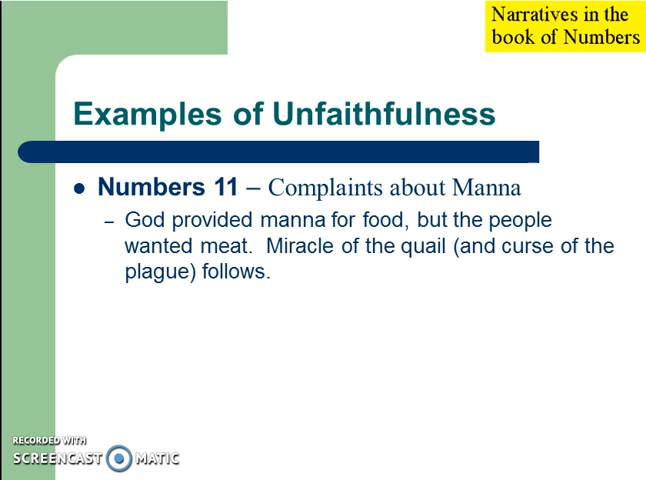 Narratives in the
book of Numbers
Examples of Unfaithfulness
● Numbers 11 – Complaints about Manna
– God provided manna for food, but the people
wanted meat.  Miracle of the quail (and curse of the
plague) follows.
RECORDED WITH
SCREENCAST MATIC